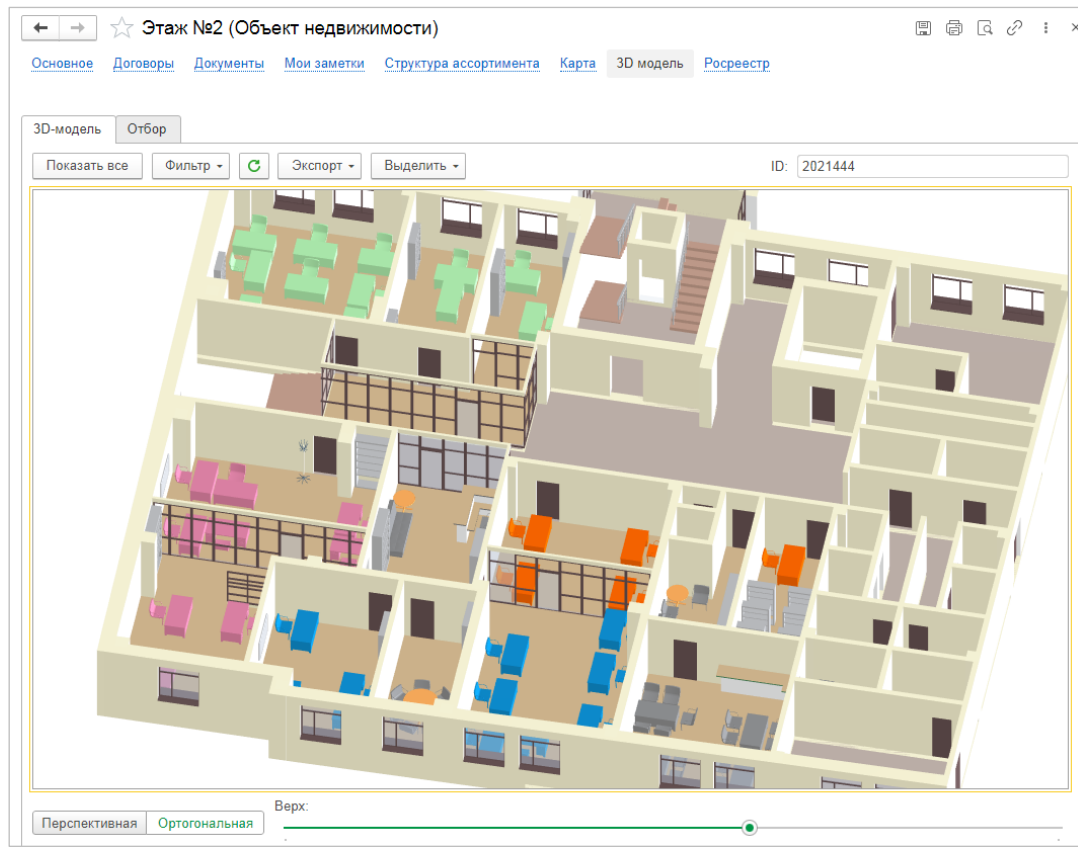 Этаж №2 (Объект недвижимости)
Основное Договоры Документы Мои заметки Структура ассортимента Карта 3D модель Росреестр
3D-модель Отбор
Показать все Фильтр Экспорт Выделить ID: 2021444
Верх:
Перспективная Ортогональная